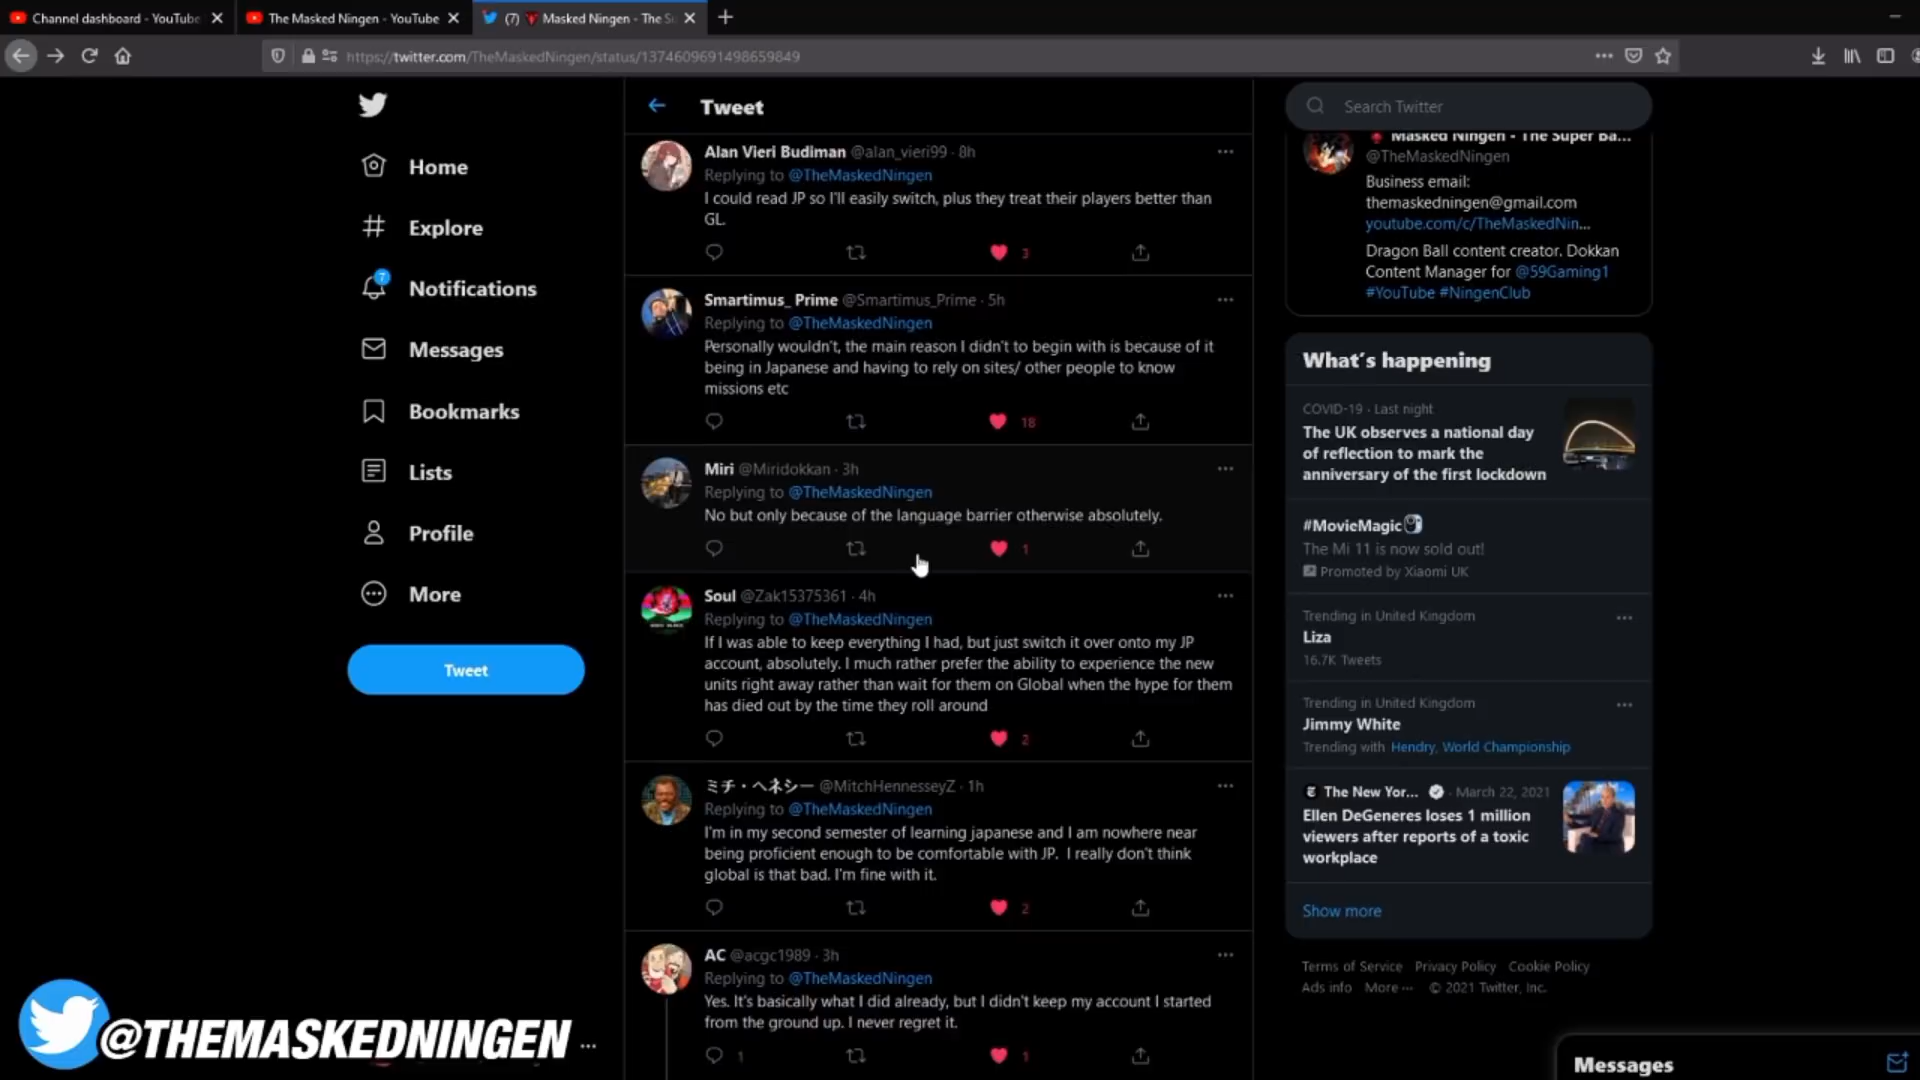 Channel dashboard - YouTube
The Masked Ningen - YouTube
(7) Masked Ningen - The Su
https://twitter.com/TheMaskedNingen/status/1374609691498659849
Home
Explore
7
Notifications
Messages
Bookmarks
Lists
Profile
More
Tweet
Tweet
Alan Vieri Budiman @alan_vieri99 · 8h
Replying to @TheMaskedNingen
I could read JP so I'll easily switch, plus they treat their players better than
GL.
3
Smartimus_ Prime @Smartimus_Prime · 5h
Replying to @TheMaskedNingen
Personally wouldn't, the main reason I didn't to begin with is because of it
being in Japanese and having to rely on sites/ other people to know
missions etc
18
Miri @Miridokkan · 3h
Replying to @TheMaskedNingen
No but only because of the language barrier otherwise absolutely.
1
Soul @Zak15375361 · 4h
Replying to @TheMaskedNingen
If I was able to keep everything I had, but just switch it over onto my JP
account, absolutely. I much rather prefer the ability to experience the new
units right away rather than wait for them on Global when the hype for them
has died out by the time they roll around
2
ミチ・ヘネシー @MitchHennesseyZ · 1h
Replying to @TheMaskedNingen
I'm in my second semester of learning japanese and I am nowhere near
being proficient enough to be comfortable with JP. I really don't think
global is that bad. I'm fine with it.
2
AC @acgc1989 · 3h
Replying to @TheMaskedNingen
Yes. It's basically what I did already, but I didn't keep my account I started
from the ground up. I never regret it.
1
1
Search Twitter
Masked Ningen - The Super Ba...
@TheMaskedNingen
Business email:
themaskedningen@gmail.com
youtube.com/c/TheMaskedNin...
Dragon Ball content creator. Dokkan
Content Manager for @59Gaming1
#YouTube #NingenClub
What's happening
COVID-19 · Last night
The UK observes a national day
of reflection to mark the
anniversary of the first lockdown
#MovieMagic
The Mi 11 is now sold out!
Promoted by Xiaomi UK
Trending in United Kingdom
Liza
16.7K Tweets
Trending in United Kingdom
Jimmy White
Trending with Hendry, World Championship
The New Yor... · March 22, 2021
Ellen DeGeneres loses 1 million
viewers after reports of a toxic
workplace
Show more
Terms of Service Privacy Policy Cookie Policy
Ads info More ··· © 2021 Twitter, Inc.
Messages
@THEMASKEDNINGEN